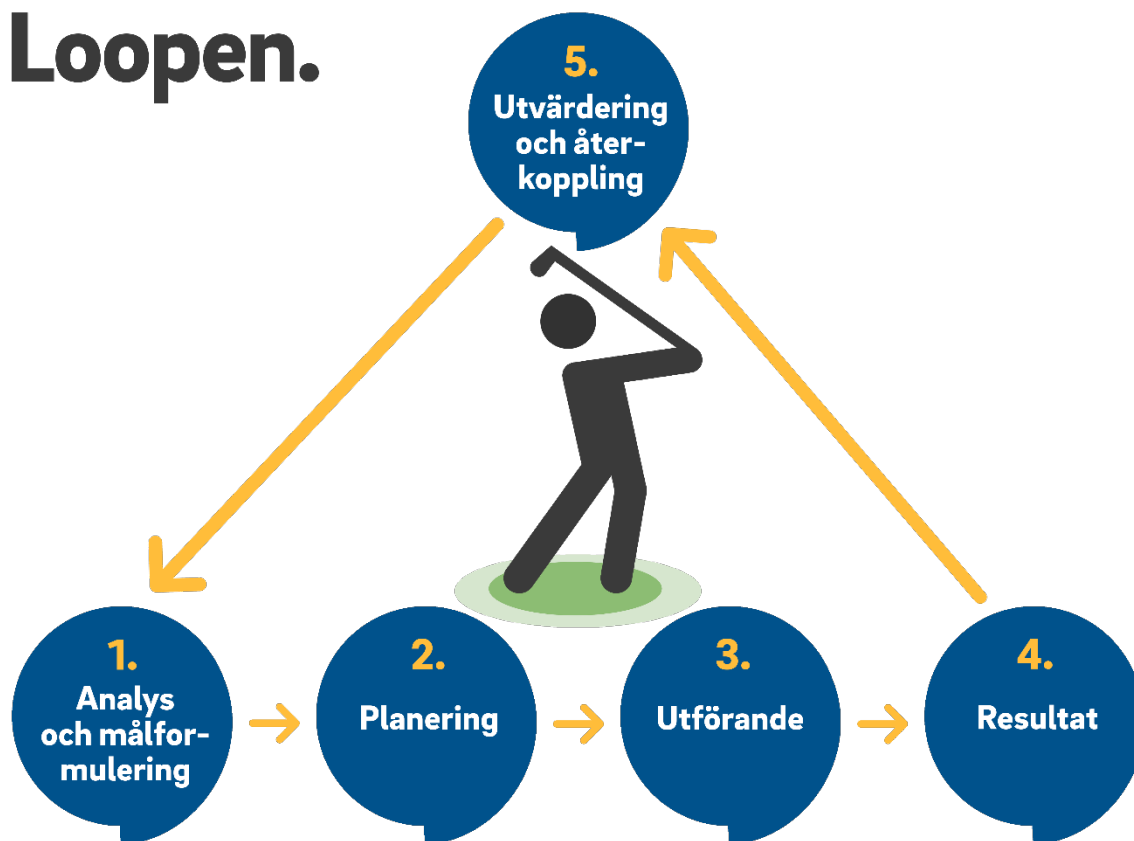 Loopen.
5.
Utvärdering
och åter-
koppling
1.
Analys
och målfor-
mulering
2.
Planering
3.
Utförande
4.
Resultat